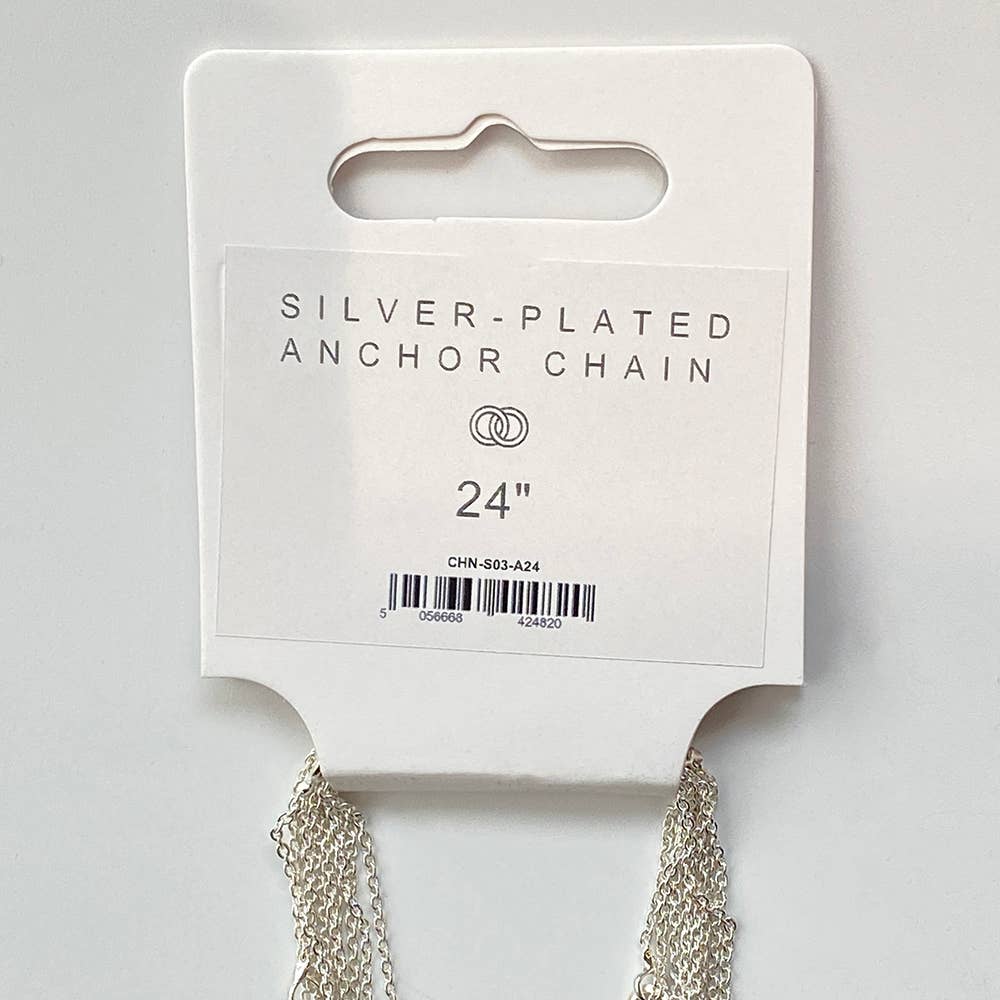 SILVER-PLATED
ANCHOR CHAIN
24"
CHN-S03-A24
5 056668 424820